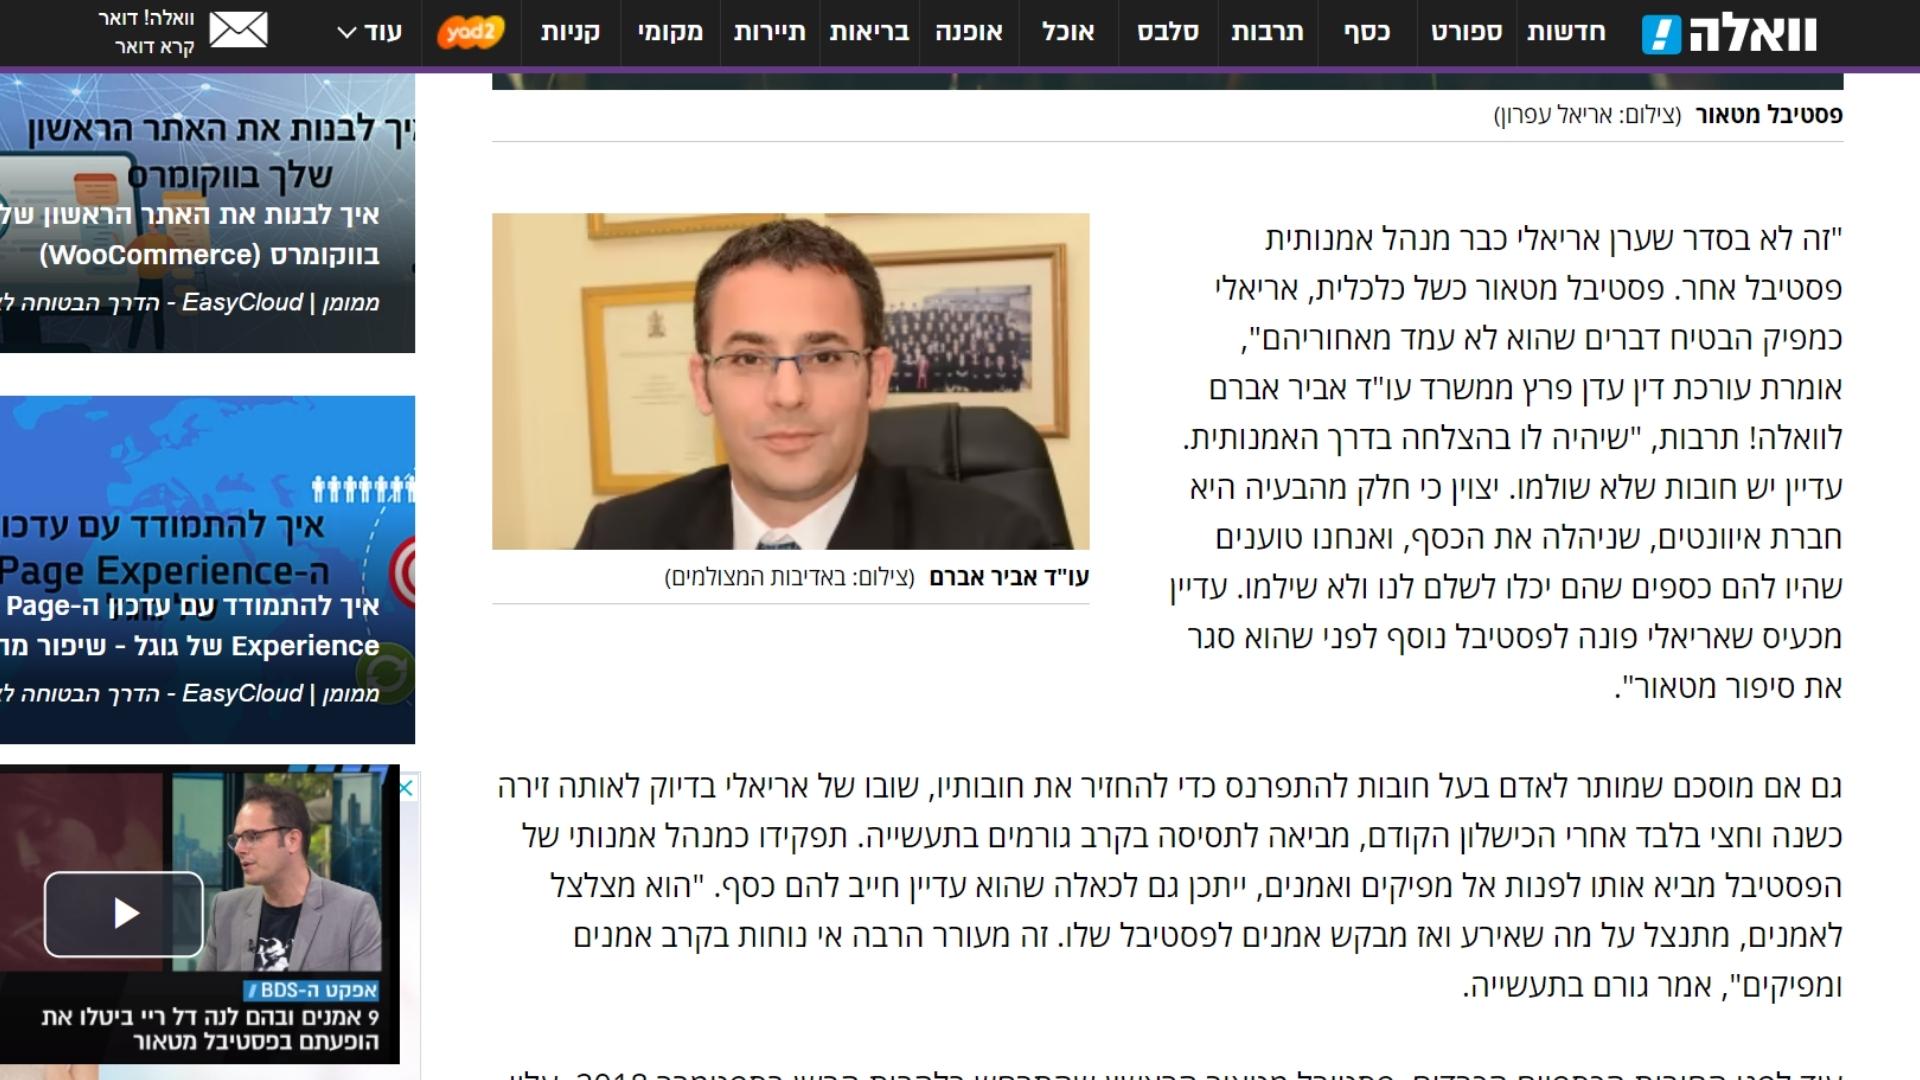 וואלה!
חדשות
ספורט
כסף
תרבות
סלבס
אוכל
אופנה
בריאות
תיירות
מקומי
קניות
yad2
עוד
וואלה! דואר
קרא דואר
פסטיבל מטאור (צילום: אריאל עפרון)
"זה לא בסדר שערן אריאלי כבר מנהל אמנותית
פסטיבל אחר. פסטיבל מטאור כשל כלכלית, אריאלי
כמפיק הבטיח דברים שהוא לא עמד מאחוריהם",
אומרת עורכת דין עדן פרץ ממשרד עו"ד אביר אברם
לוואלה! תרבות, "שיהיה לו בהצלחה בדרך האמנותית.
עדיין יש חובות שלא שולמו. יצוין כי חלק מהבעיה היא
חברת איוונטים, שניהלה את הכסף, ואנחנו טוענים
שהיו להם כספים שהם יכלו לשלם לנו ולא שילמו. עדיין
מכעיס שאריאלי פונה לפסטיבל נוסף לפני שהוא סגר
את סיפור מטאור".
עו"ד אביר אברם (צילום: באדיבות המצולמים)
גם אם מוסכם שמותר לאדם בעל חובות להתפרנס כדי להחזיר את חובותיו, שובו של אריאלי בדיוק לאותה זירה
כשנה וחצי בלבד אחרי הכישלון הקודם, מביאה לתסיסה בקרב גורמים בתעשייה. תפקידו כמנהל אמנותי של
הפסטיבל מביא אותו לפנות אל מפיקים ואמנים, ייתכן גם לכאלה שהוא עדיין חייב להם כסף. "הוא מצלצל
לאמנים, מתנצל על מה שאירע ואז מבקש אמנים לפסטיבל שלו. זה מעורר הרבה אי נוחות בקרב אמנים
ומפיקים", אמר גורם בתעשייה.
לבנות את האתר הראשון
שלך בווקומרס
איך לבנות את האתר הראשון
בווקומרס (WooCommerce)
ממומן | EasyCloud - הדרך הבטוחה
איך להתמודד עם
ה-Page Experience
של גוגל
איך להתמודד עם עדכון ה-Page
Experience של גוגל - שיפור
ממומן | EasyCloud - הדרך הבטוחה
אפקט ה-BDS //
9 אמנים ובהם לנה דל ריי ביטלו את
הופעתם בפסטיבל מטאור